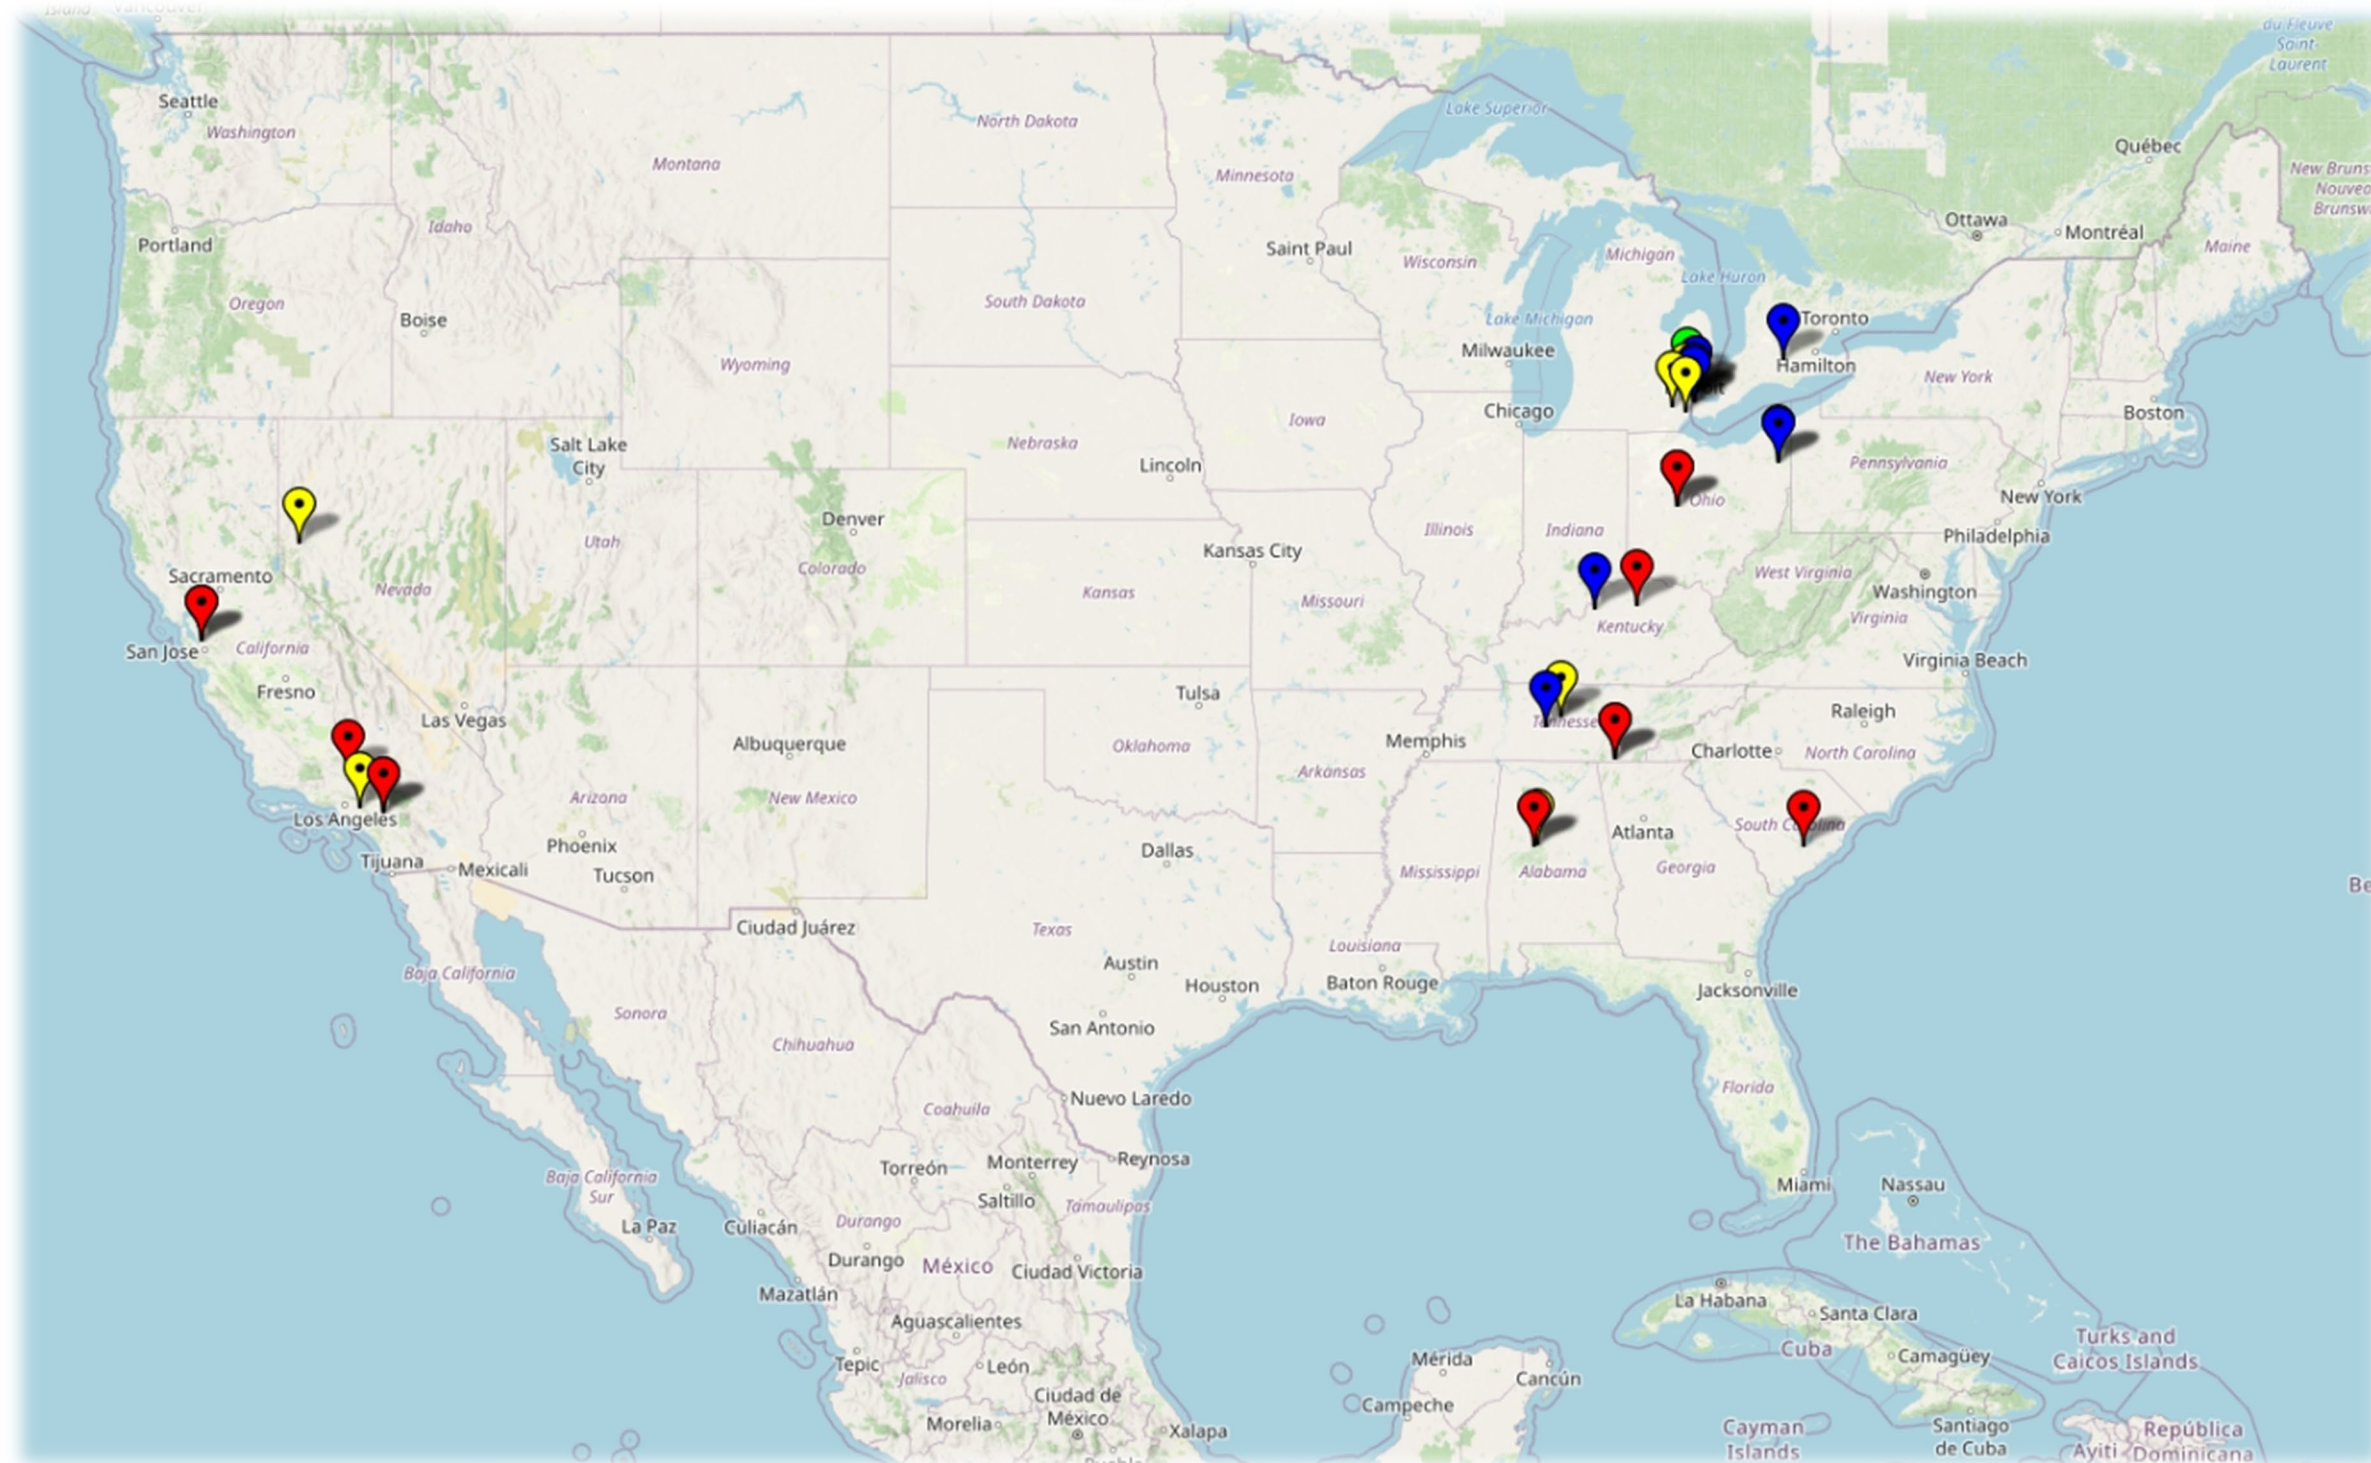 Island
Vancouver
du Fleuve
Saint-
Laurent
Seattle
Washington
Lake Superior
North Dakota
Montana
Minnesota
Québec
Ottawa
Montréal
Maine
Idaho
Portland
Saint Paul
Wisconsin
Michigan
Lake Huron
Oregon
Boise
South Dakota
Lake Michigan
Toronto
Milwaukee
Wyoming
Hamilton
New York
Chicago
Boston
Iowa
Nebraska
Salt Lake
City
Lincoln
Pennsylvania
New York
Ohio
Denver
Illinois
Indiana
Philadelphia
Utah
Kansas City
Colorado
Sacramento
Nevada
West Virginia
Washington
Kansas
Missouri
Virginia
Kentucky
San Jose
California
Virginia Beach
Fresno
Tulsa
Las Vegas
Raleigh
Albuquerque
Oklahoma
Memphis
Charlotte
North Carolina
Arkansas
Arizona
New Mexico
Los Angeles
South Carolina
Atlanta
Phoenix
Dallas
Tijuana
Mexicali
Tucson
Mississippi
Alabama
Georgia
Ciudad Juárez
Texas
Louisiana
Austin
Baja California
Houston
Baton Rouge
Jacksonville
Sonora
San Antonio
Chihuahua
Florida
Nuevo Laredo
Coahuila
Torreón
Monterrey
Reynosa
Baja California
Sur
Saltillo
Tamaulipas
Miami
Nassau
La Paz
Culiacán
Durango
The Bahamas
Durango
México
Ciudad Victoria
Mazatlán
La Habana
Santa Clara
Aguascalientes
Cuba
Turks and
Caicos Islands
Tepic
León
Mérida
Camagüey
Jalisco
Cancún
Ciudad de
México
Campeche
Morelia
Xalapa
Cayman
Islands
Santiago
de Cuba
República
Dominicana
Ayiti